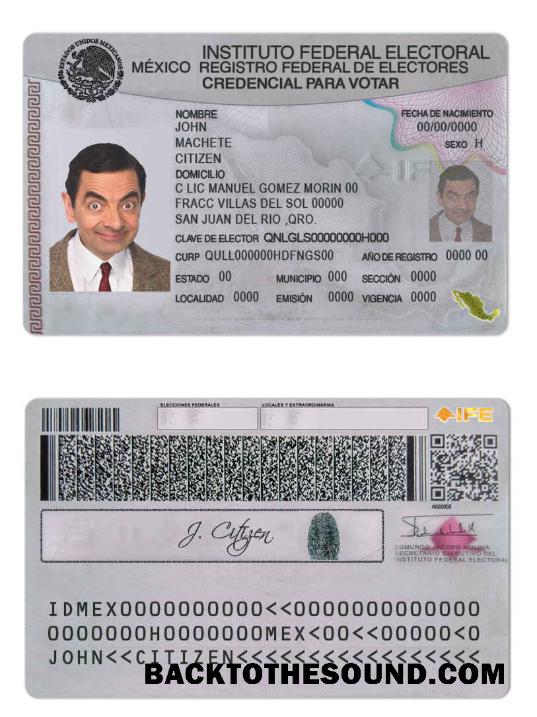 ESTADOS UNIDOS MEXICANOS
INSTITUTO FEDERAL ELECTORAL
MÉXICO REGISTRO FEDERAL DE ELECTORES
CREDENCIAL PARA VOTAR
NOMBRE
JOHN
MACHETE
CITIZEN
FECHA DE NACIMIENTO
00/00/0000
SEXO H
DOMICILIO
C LIC MANUEL GOMEZ MORIN 00
FRACC VILLAS DEL SOL 00000
SAN JUAN DEL RIO ,QRO.
IFE
CLAVE DE ELECTOR QNLGLS00000000H000
CURP QULL000000HDFNGS00 AÑO DE REGISTRO 0000 00
ESTADO 00 MUNICIPIO 000 SECCIÓN 0000
LOCALIDAD 0000 EMISIÓN 0000 VIGENCIA 0000
ELECCIONES FEDERALES
LOCALES Y EXTRAORDINARIAS
IFE
A000000
J. Citizen
EDMUNDO JACOBO MOLINA
SECRETARIO EJECUTIVO DEL
INSTITUTO FEDERAL ELECTORAL
IDMEX0000000000<<0000000000000
0000000H0000000MEX<00<<00000<0
JOHN<<CITIZEN<<<<<<<<<<<<<<<<<
BACKTOTHESOUND.COM